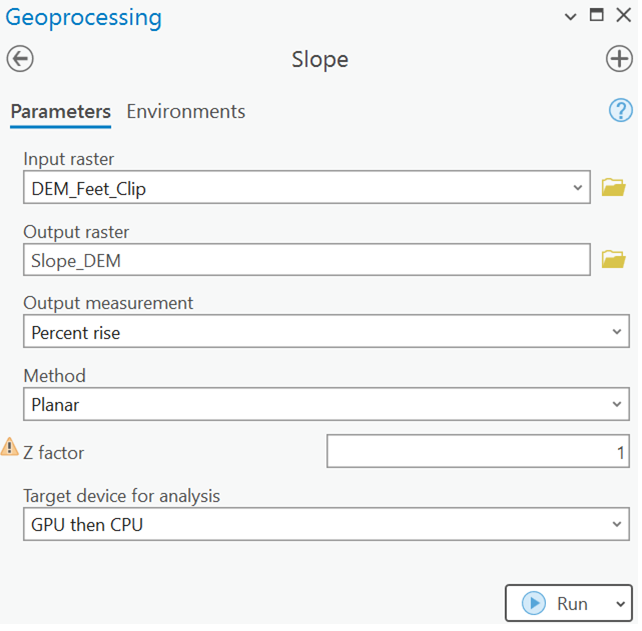 Geoprocessing
Slope
Parameters Environments
Input raster
DEM_Feet_Clip
Output raster
Slope_DEM
Output measurement
Percent rise
Method
Planar
Z factor 1
Target device for analysis
GPU then CPU
Run